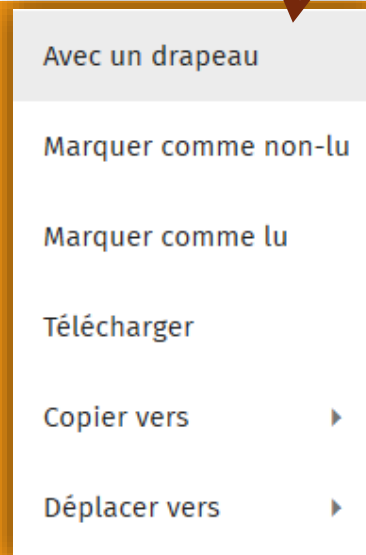 Avec un drapeau
Marquer comme non-lu
Marquer comme lu
Télécharger
Copier vers
Déplacer vers